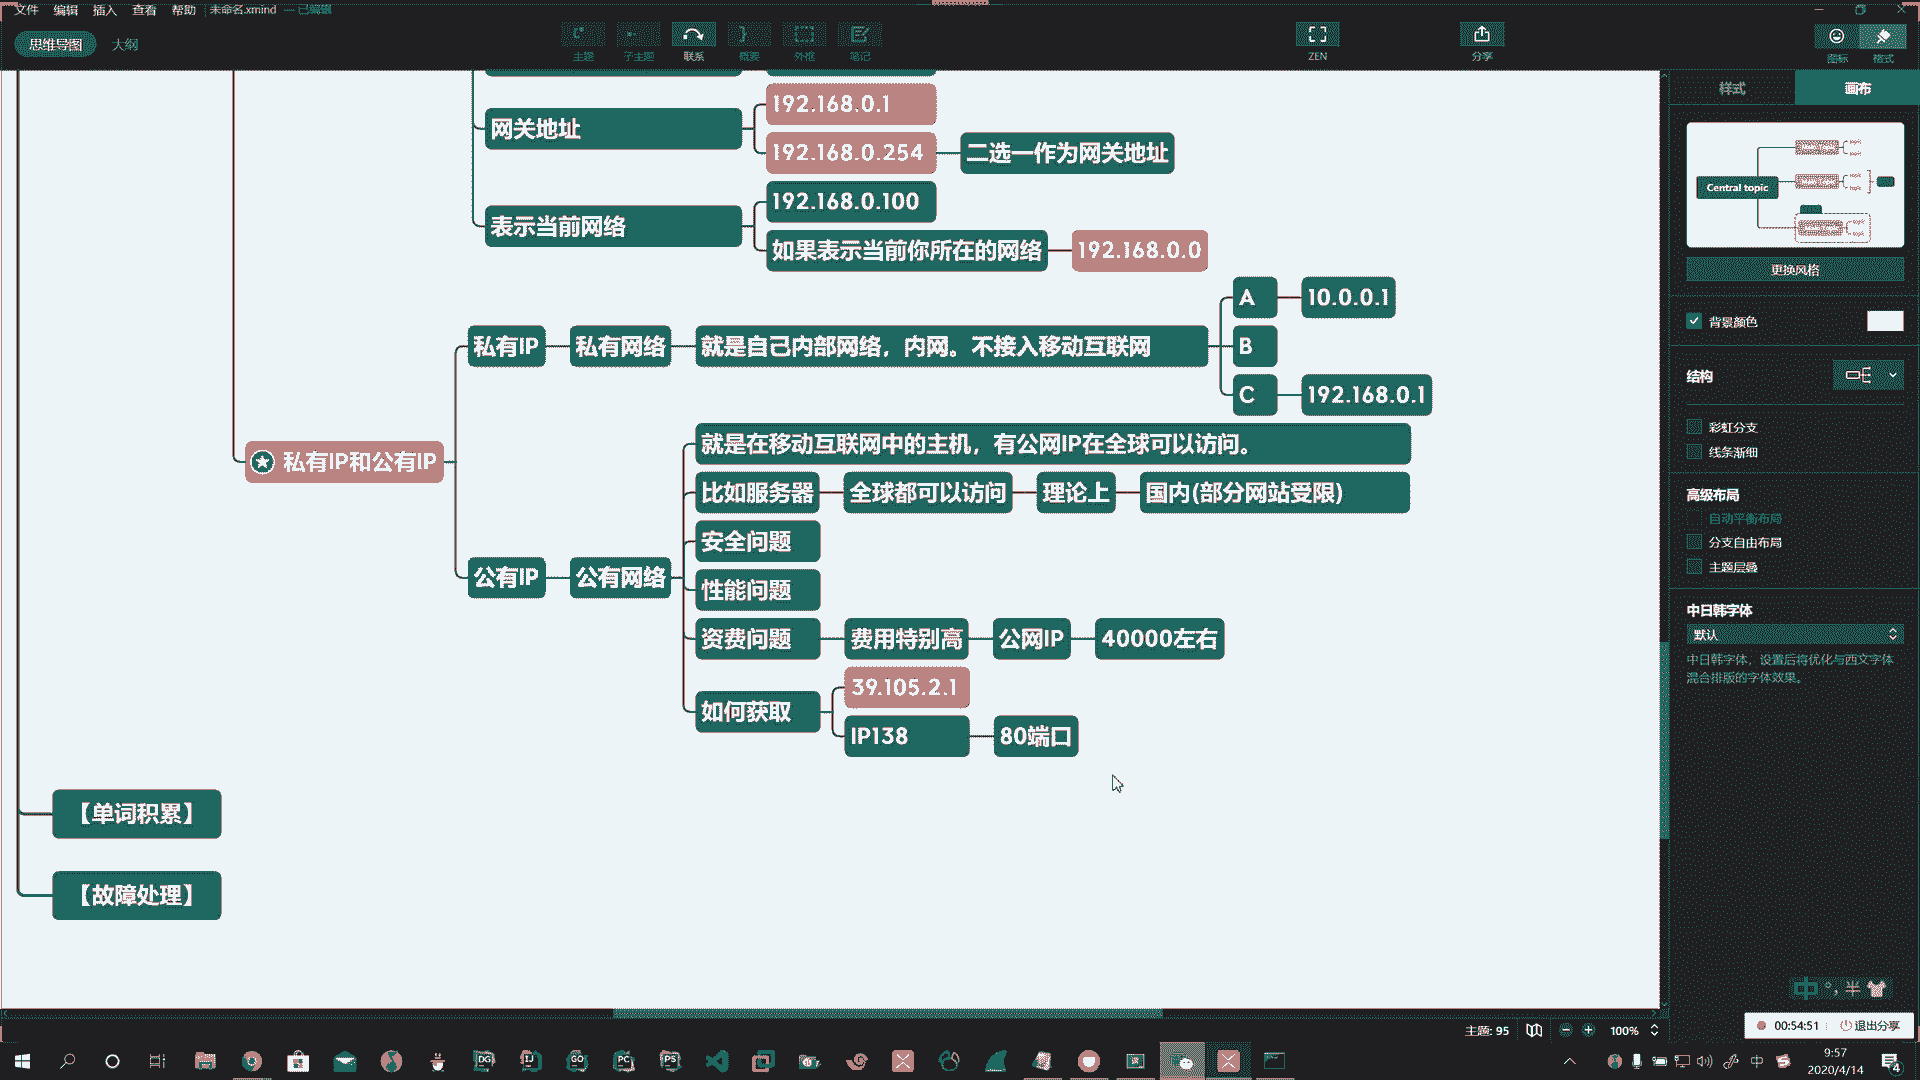 文件 编辑 插入 查看 帮助 未命名.xmind — 已编辑
思维导图 大纲
主题 子主题 联系 概要 外框 笔记 ZEN 分享 图标 格式
样式 画布
网关地址
192.168.0.1
192.168.0.254
二选一作为网关地址
表示当前网络
192.168.0.100
如果表示当前你所在的网络
192.168.0.0
私有IP和公有IP
私有IP
私有网络
就是自己内部网络，内网。不接入移动互联网
A
10.0.0.1
B
C
192.168.0.1
公有IP
公有网络
就是在移动互联网中的主机，有公网IP在全球可以访问。
比如服务器
全球都可以访问
理论上
国内(部分网站受限)
安全问题
性能问题
资费问题
费用特别高
公网IP
40000左右
如何获取
39.105.2.1
IP138
80端口
【单词积累】
【故障处理】
Central topic
更换风格
背景颜色
结构
彩虹分支
线条渐细
高级布局
自动平衡布局
分支自由布局
主题层叠
中日韩字体
默认
中日韩字体，设置后将优化与西文字体
混合排版的字体效果。
中 °, 半
主题: 95
100%
00:54:51 退出分享
DG IJ GO PC PS
中
9:57
2020/4/14
4